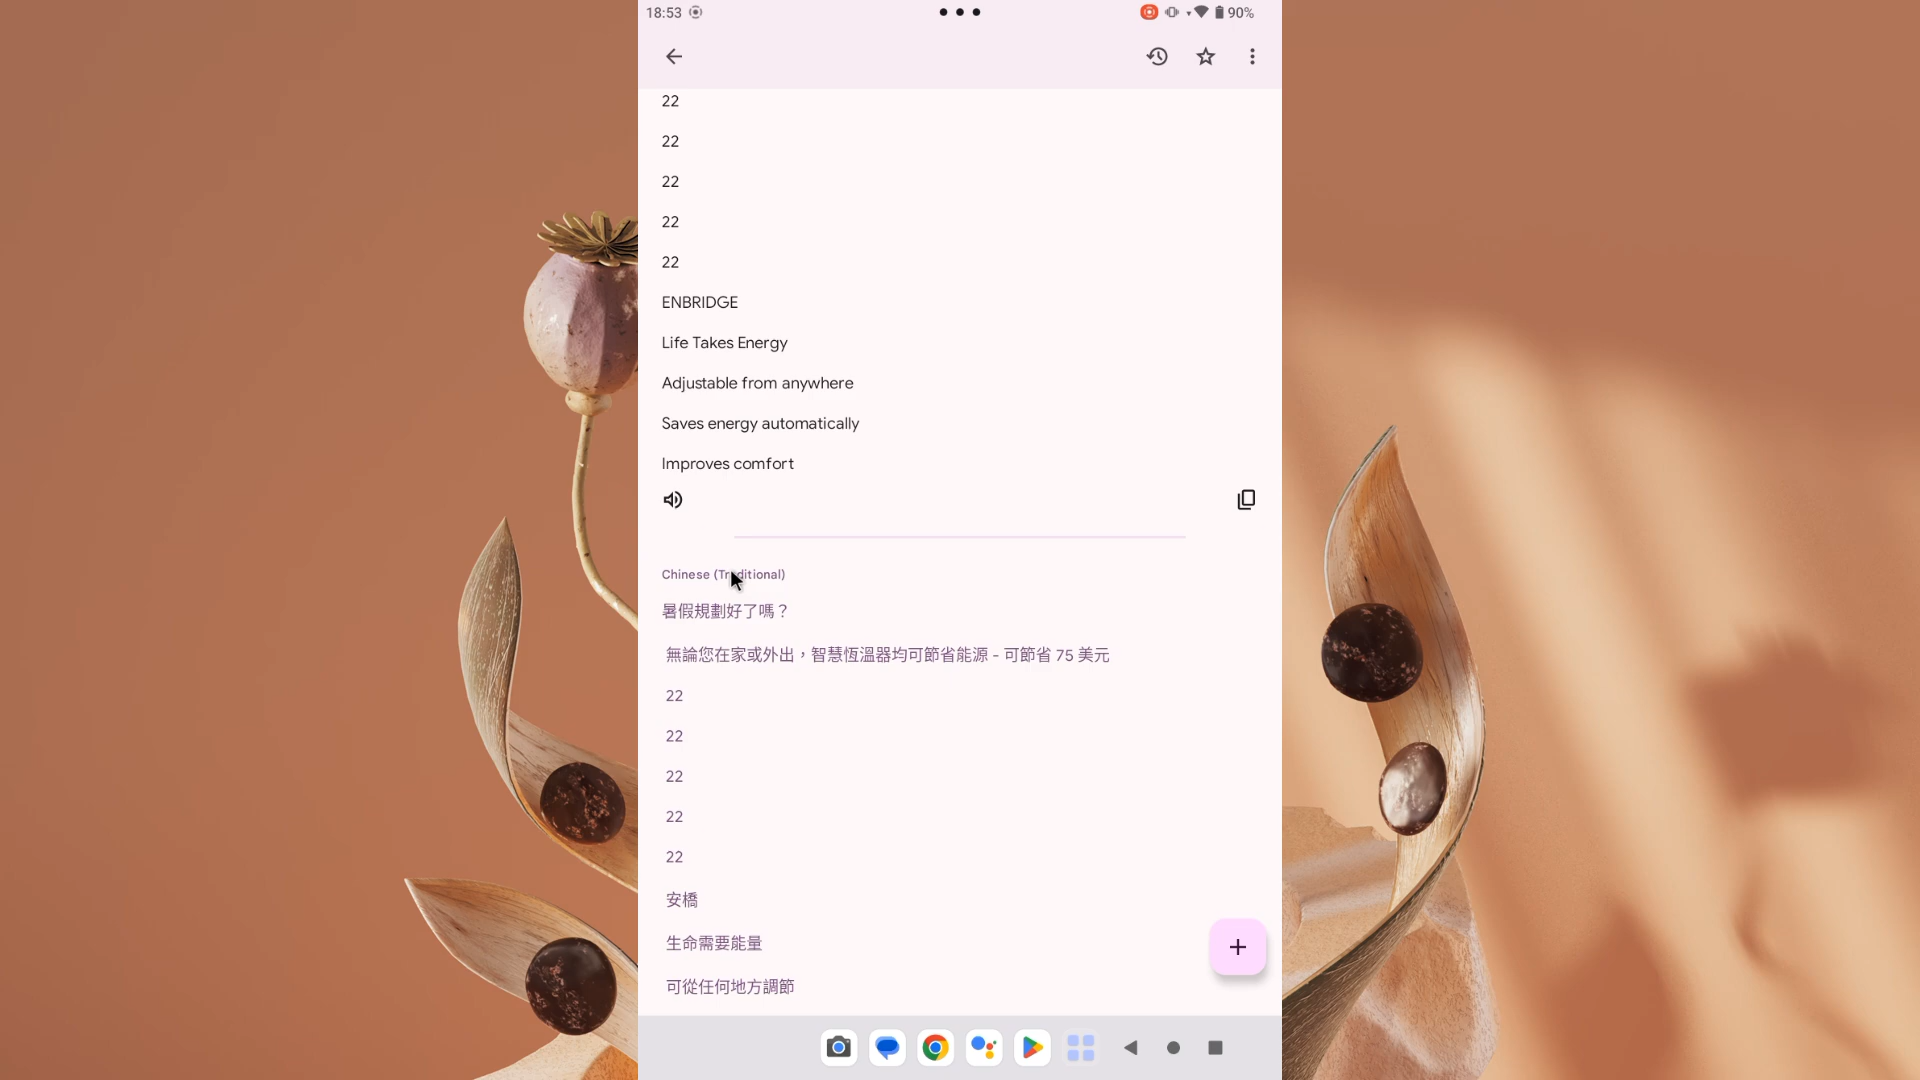 18:53
90%
22
22
22
22
22
ENBRIDGE
Life Takes Energy
Adjustable from anywhere
Saves energy automatically
Improves comfort
Chinese (Traditional)
暑假規劃好了嗎？
無論您在家或外出，智慧恆溫器均可節省能源 - 可節省 75 美元
22
22
22
22
22
安橋
生命需要能量
可從任何地方調節